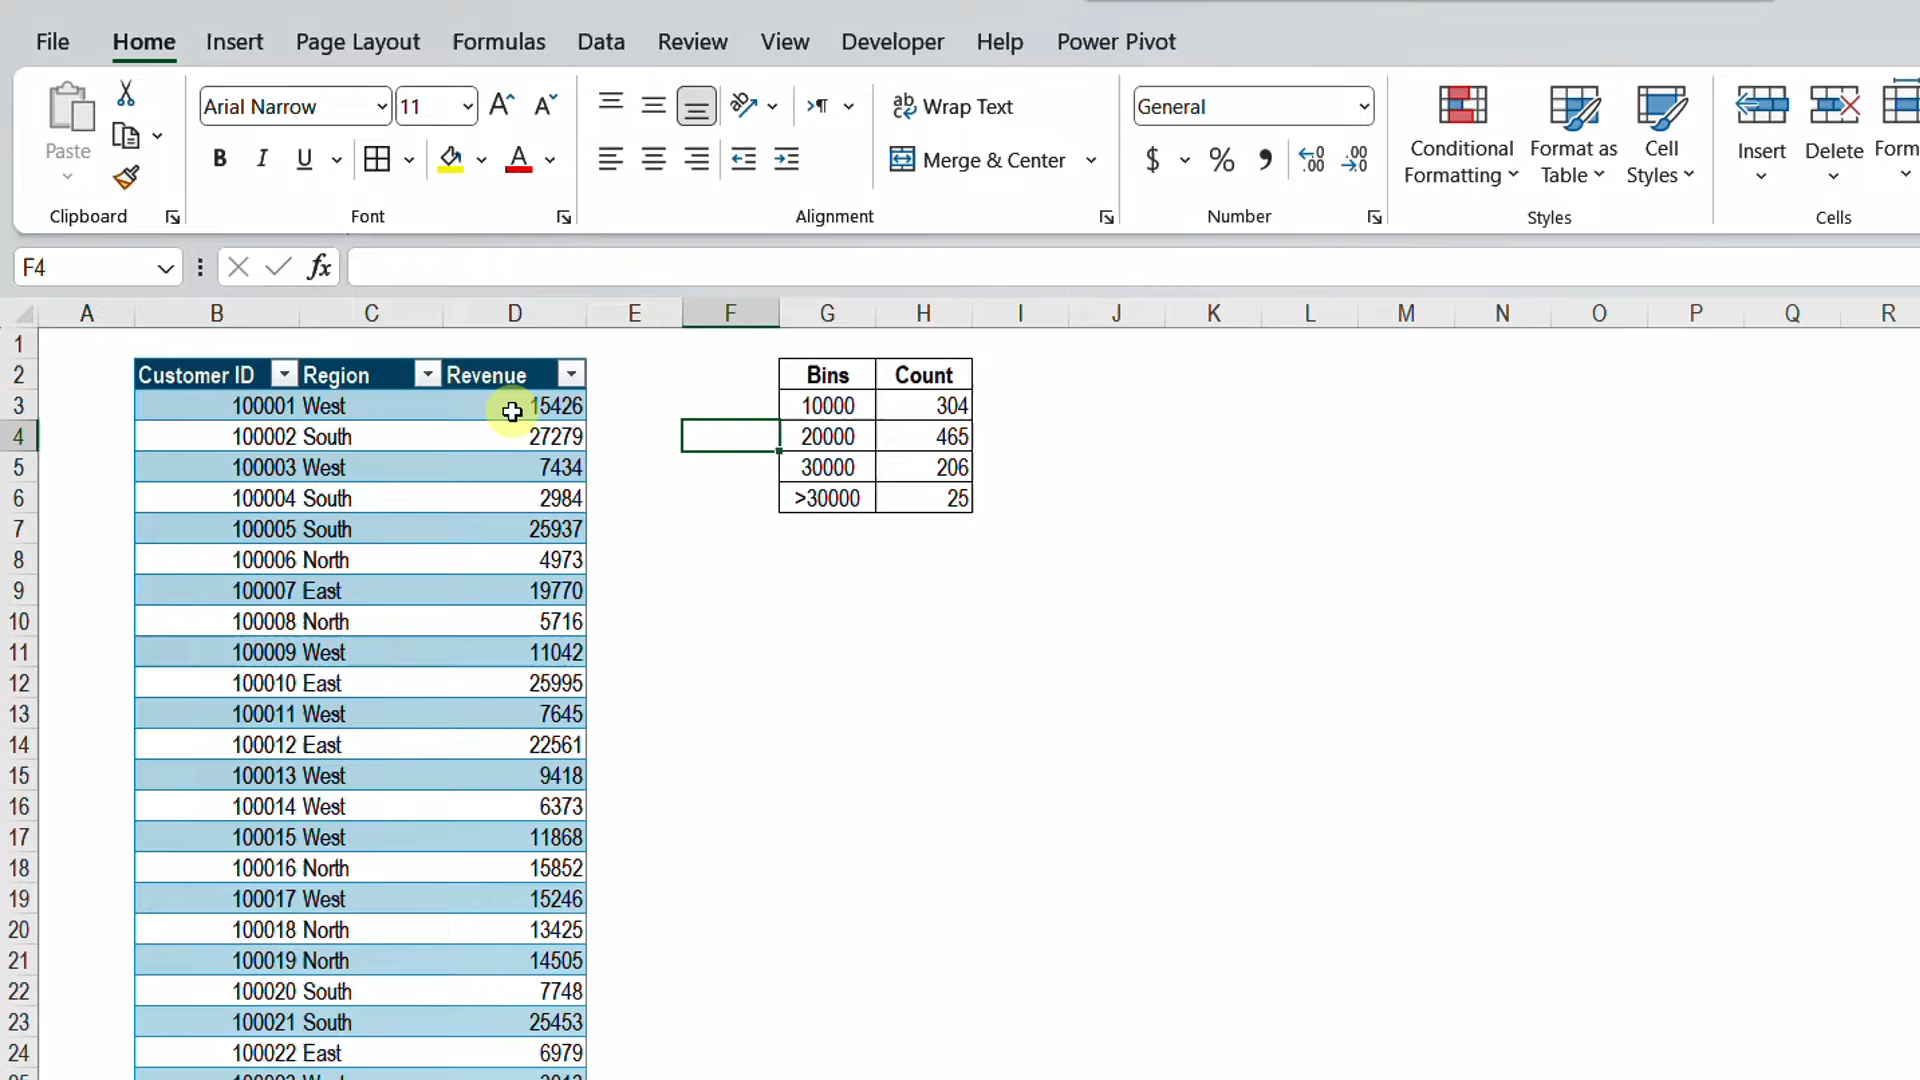 File Home Insert Page Layout Formulas Data Review View Developer Help Power Pivot
Paste Arial Narrow 11 ab Wrap Text General Conditional Formatting Format as Table Cell Styles Insert Delete Form
B I U A Merge & Center $ % 9 .00 .00
Clipboard Font Alignment Number Styles Cells
F4 fx
A B C D E F G H I J K L M N O P Q R
1
2 Customer ID Region Revenue Bins Count
3 100001 West 15426 10000 304
4 100002 South 27279 20000 465
5 100003 West 7434 30000 206
6 100004 South 2984 >30000 25
7 100005 South 25937
8 100006 North 4973
9 100007 East 19770
10 100008 North 5716
11 100009 West 11042
12 100010 East 25995
13 100011 West 7645
14 100012 East 22561
15 100013 West 9418
16 100014 West 6373
17 100015 West 11868
18 100016 North 15852
19 100017 West 15246
20 100018 North 13425
21 100019 North 14505
22 100020 South 7748
23 100021 South 25453
24 100022 East 6979